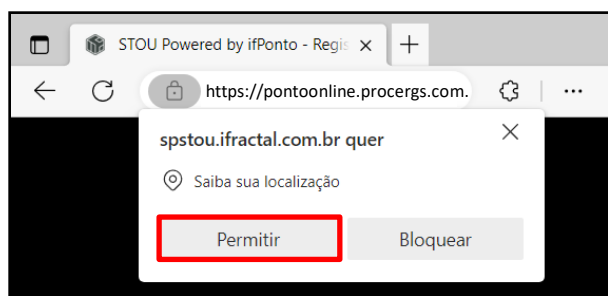 STOU Powered by ifPonto - Regis
https://pontoonline.procergs.com.
spstou.ifractal.com.br quer
Saiba sua localização
Permitir Bloquear